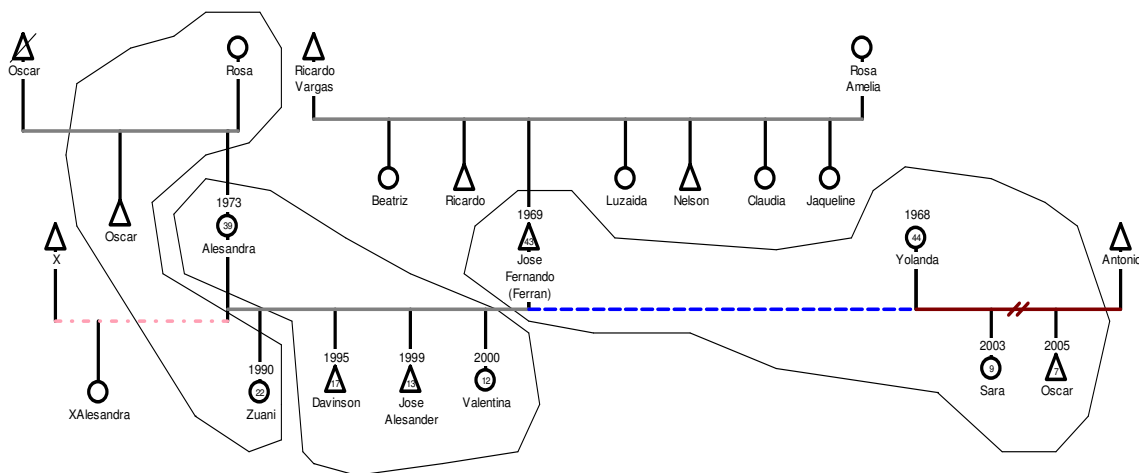 Oscar
Rosa
Ricardo
Vargas
Rosa
Amelia
Beatriz
Ricardo
Luzaida
Nelson
Claudia
Jaqueline
Oscar
1973
39
Alesandra
1969
43
Jose
Fernando
(Ferran)
1968
44
Yolanda
Antonio
X
XAlesandra
1990
22
Zuani
1995
17
Davinson
1999
13
Jose
Alesander
2000
12
Valentina
2003
9
Sara
2005
7
Oscar